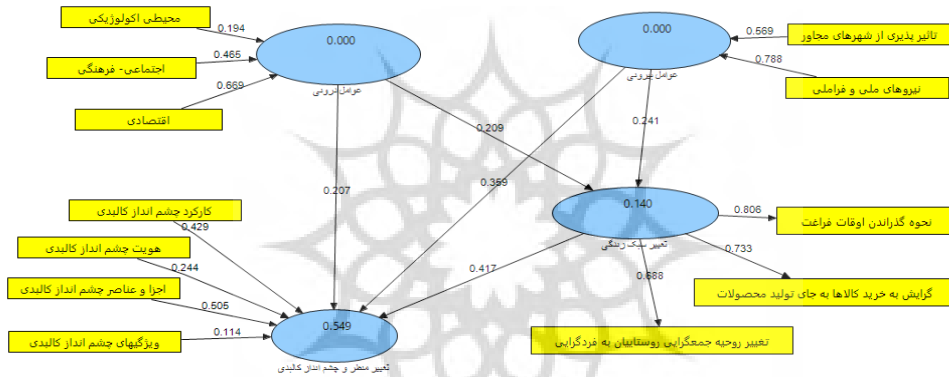 محیطی اکولوژیکی
0.194
اجتماعی- فرهنگی
0.465
0.669
اقتصادی
0.000
عوامل درونی
0.000
عوامل بیرونی
0.569
تاثیر پذیری از شهرهای مجاور
0.788
نیروهای ملی و فراملی
0.209
0.241
0.207
0.359
کارکرد چشم انداز کالبدی
0.429
هویت چشم انداز کالبدی
0.244
اجزا و عناصر چشم انداز کالبدی
0.505
ویژگیهای چشم انداز کالبدی
0.114
0.549
تغییر منظر و چشم انداز کالبدی
0.417
0.140
تغییر سبک زندگی
0.806
نحوه گذراندن اوقات فراغت
0.733
گرایش به خرید کالاها به جای تولید محصولات
0.688
تغییر روحیه جمعگرایی روستاییان به فردگرایی